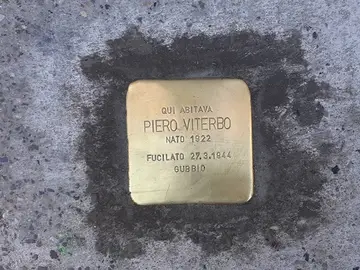 QUI ABITAVA
PIERO VITERBO
NATO 1922
FUCILATO 27.3.1944
GUBBIO